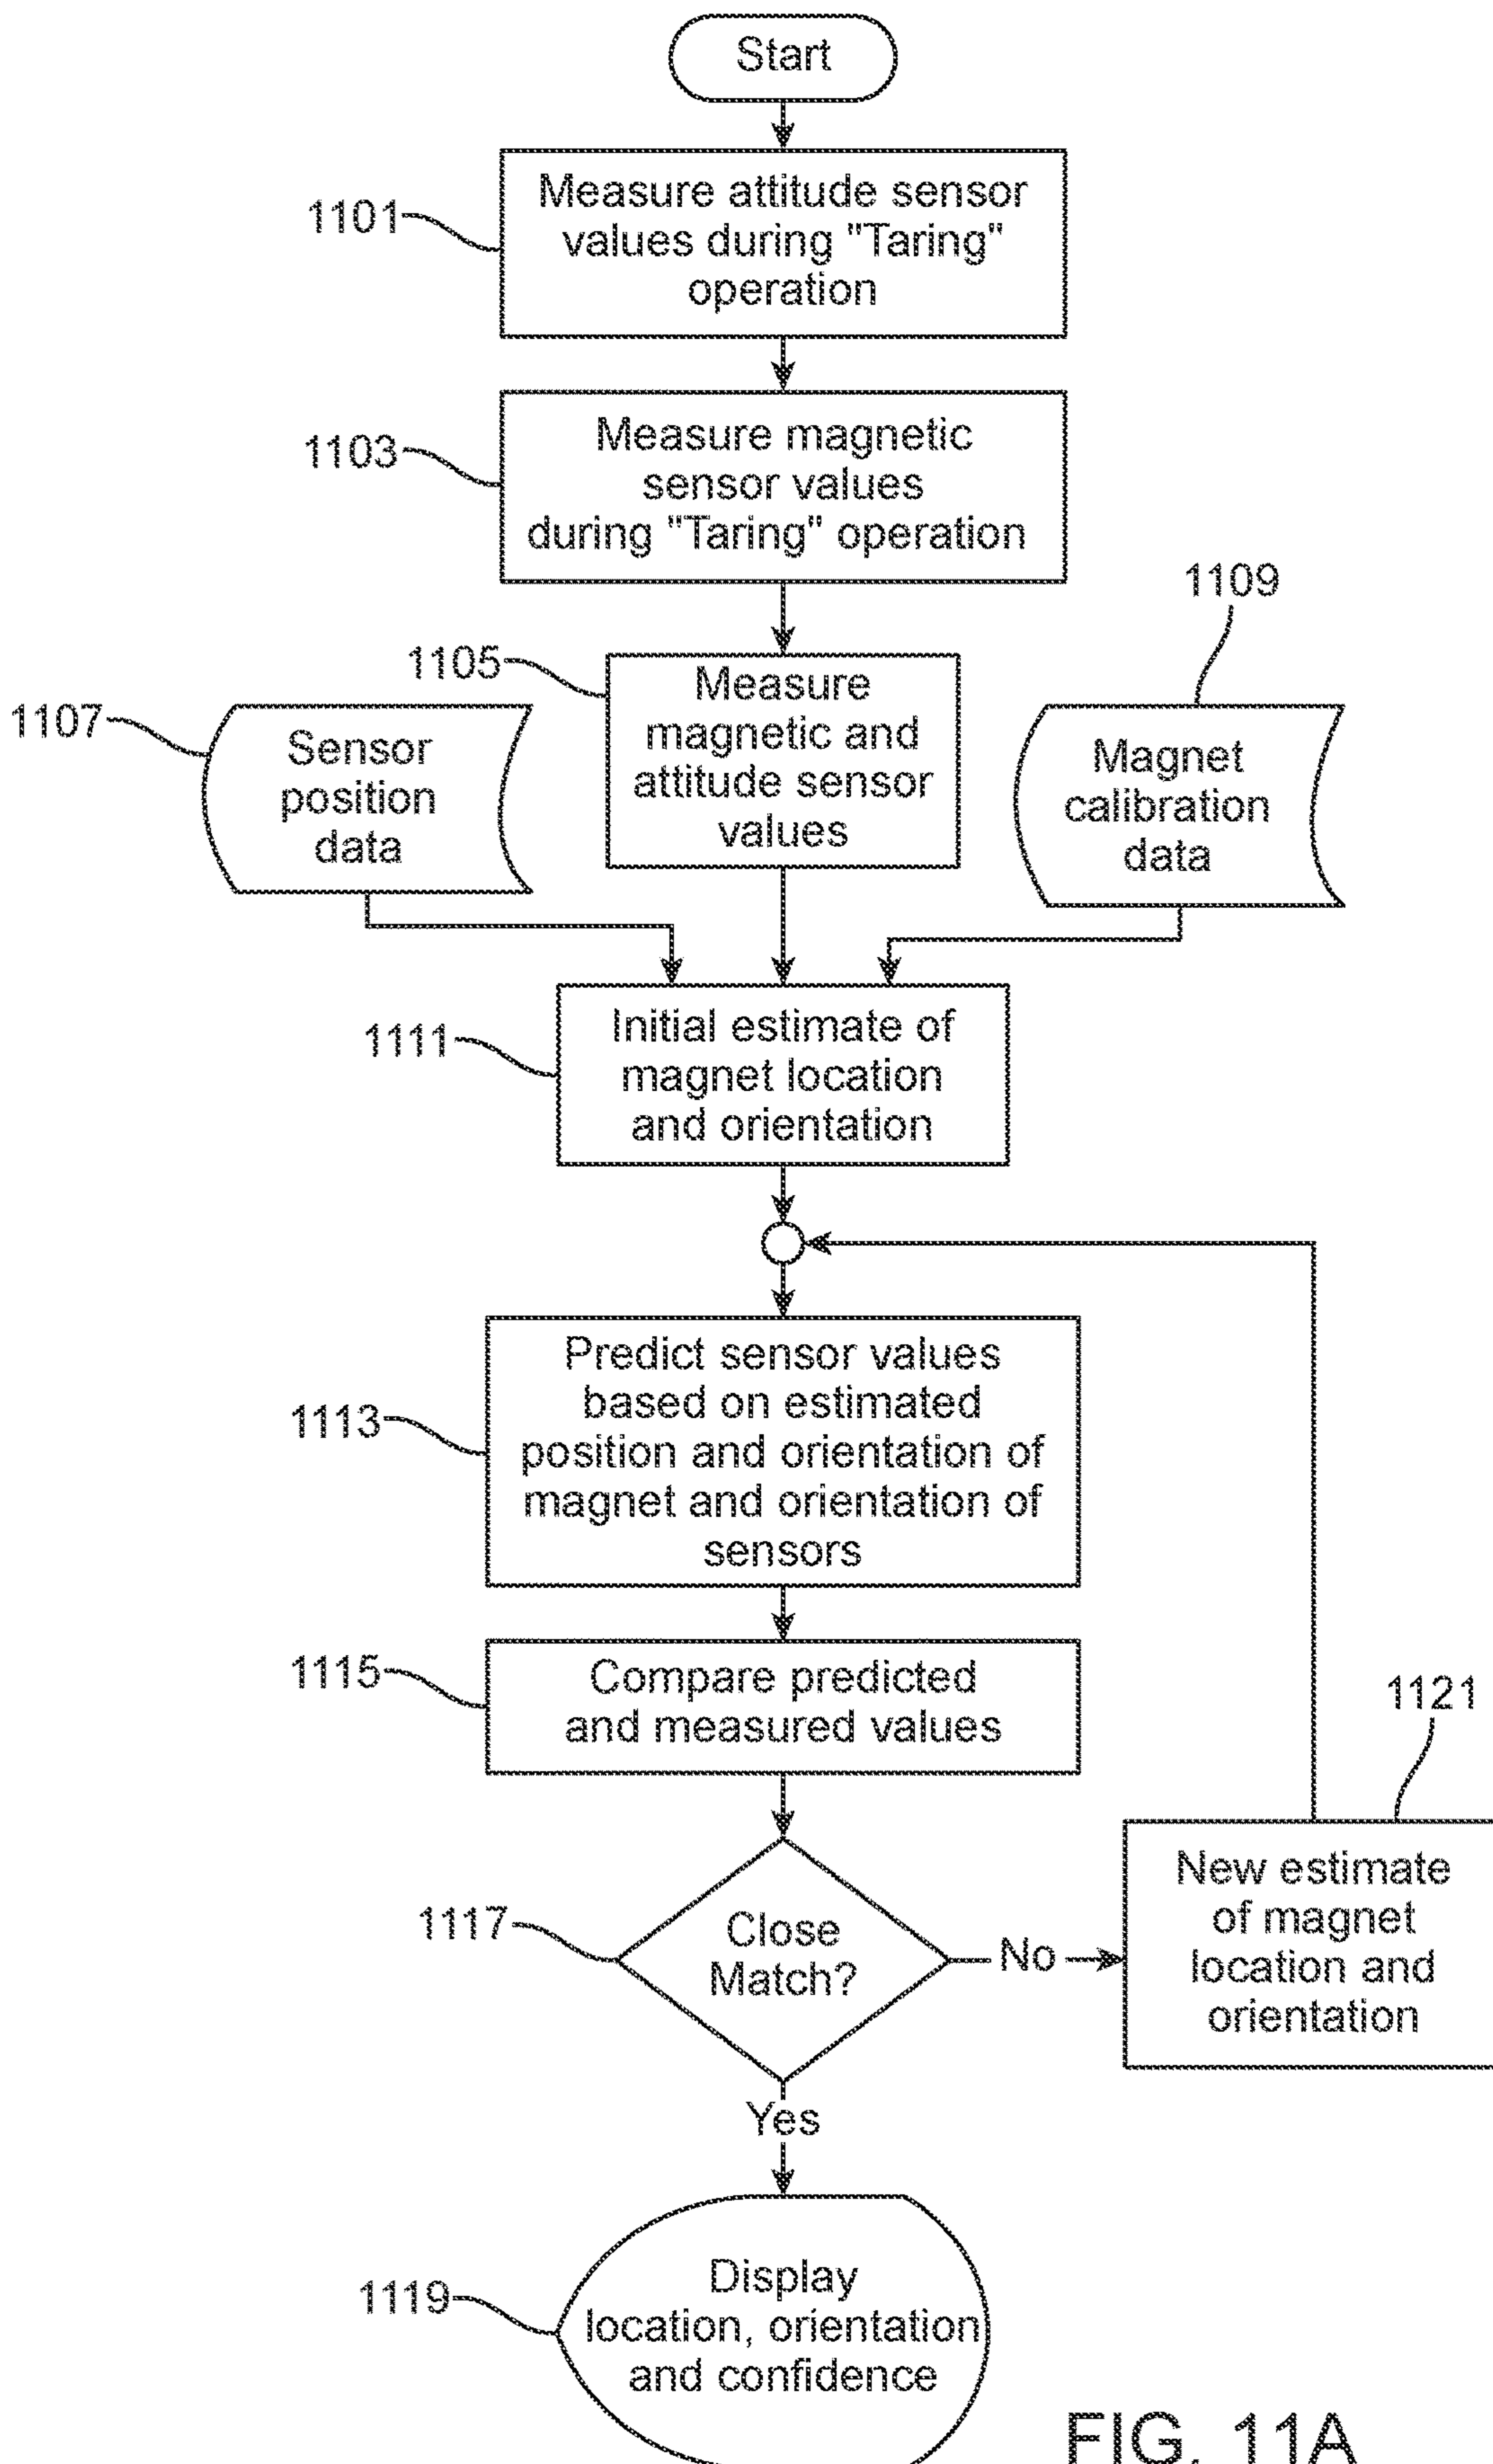 Start
1101
Measure attitude sensor
values during "Taring"
operation
1103
Measure magnetic
sensor values
during "Taring" operation
1109
1105
Measure
magnetic and
attitude sensor
values
1107
Sensor
position
data
Magnet
calibration
data
1111
Initial estimate of
magnet location
and orientation
1113
Predict sensor values
based on estimated
position and orientation of
magnet and orientation of
sensors
1115
Compare predicted
and measured values
1121
1117
Close
Match?
No
New estimate
of magnet
location and
orientation
Yes
1119
Display
location, orientation
and confidence
FIG. 11A